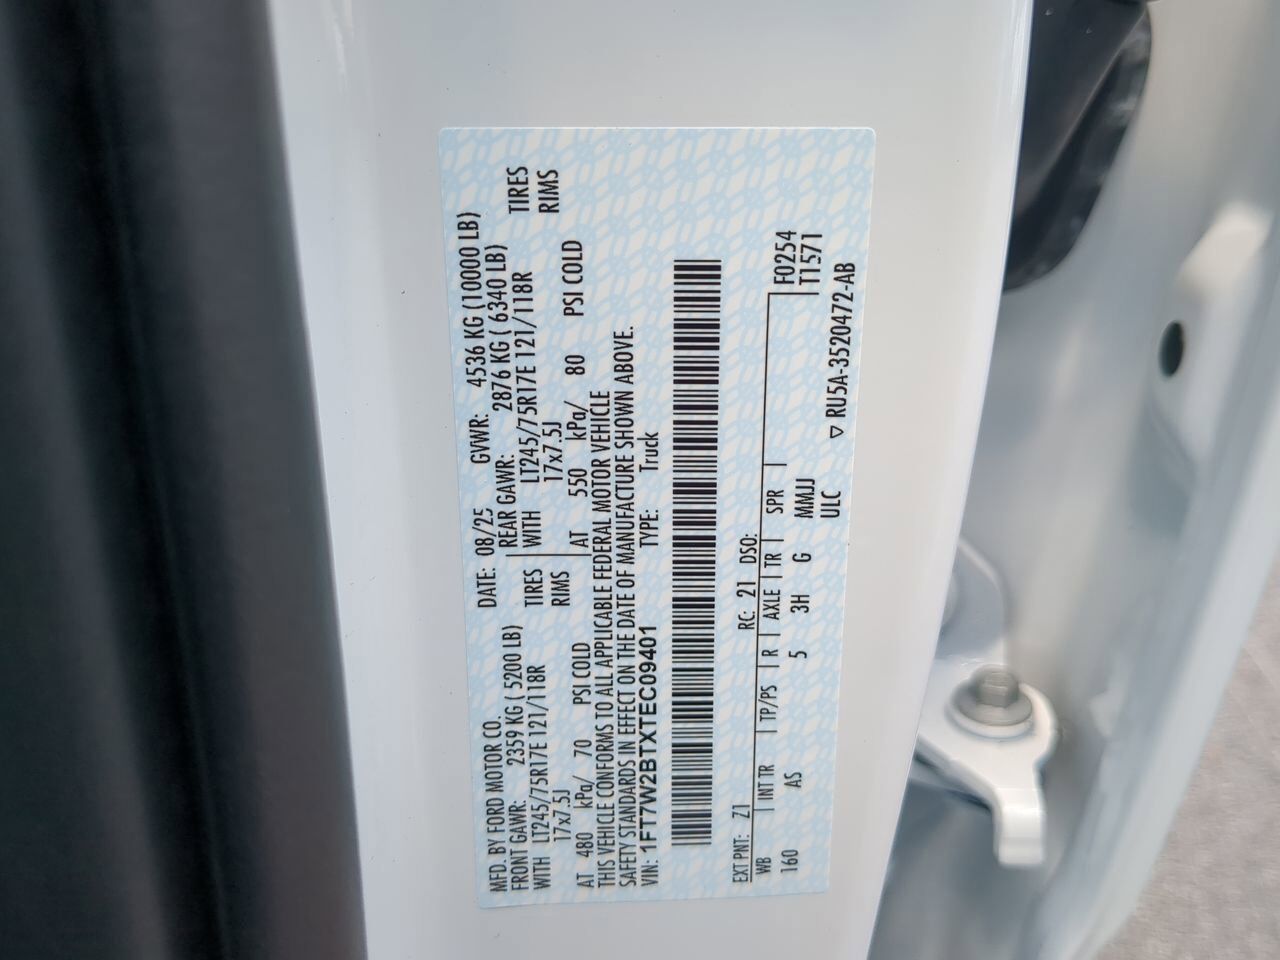 MFD. BY FORD MOTOR CO. DATE: 08/25 GVWR: 4536 KG (10000 LB)
FRONT GAWR: 2359 KG ( 5200 LB) REAR GAWR: 2876 KG ( 6340 LB)
WITH LT245/75R17E 121/118R TIRES WITH LT245/75R17E 121/118R TIRES
17x7.5J RIMS 17x7.5J RIMS
AT 480 kPa/ 70 PSI COLD AT 550 kPa/ 80 PSI COLD
THIS VEHICLE CONFORMS TO ALL APPLICABLE FEDERAL MOTOR VEHICLE
SAFETY STANDARDS IN EFFECT ON THE DATE OF MANUFACTURE SHOWN ABOVE.
VIN: 1FT7W2BTXTEC09401 TYPE: Truck
EXT PNT: Z1 RC: 21 DSO:
WB INT TR TP/PS R AXLE TR SPR F0254
160 AS 5 3H G MMJJ T1571
ULC
▽ RU5A-3520472-AB